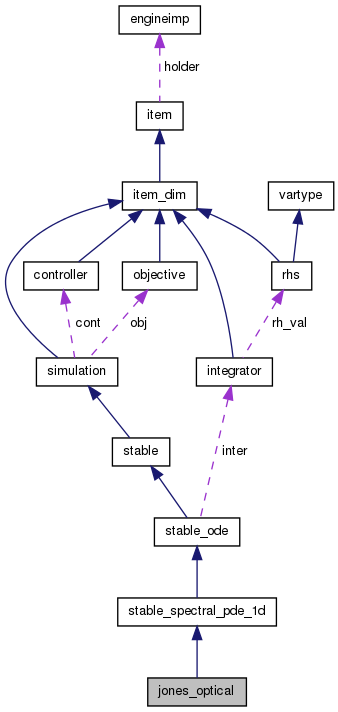 engineimp
holder
item
item_dim
vartype
controller
objective
rhs
cont
obj
rh_val
simulation
integrator
stable
inter
stable_ode
stable_spectral_pde_1d
jones_optical